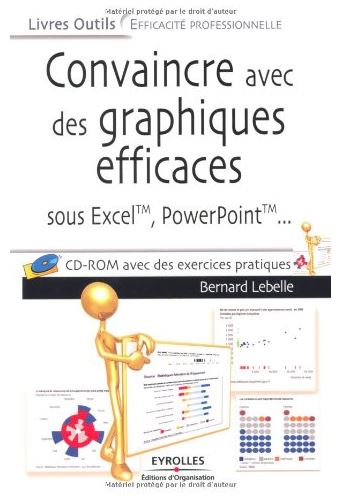 Matériel protégé par le droit d'auteur
Livres Outils EFFICACITÉ PROFESSIONNELLE
Convaincre avec
des graphiques
efficaces
sous Excel™, PowerPoint™...
CD-ROM avec des exercices pratiques
Bernard Lebelle
EYROLLES
Éditions d'Organisation
Matériel protégé par le droit d'auteur